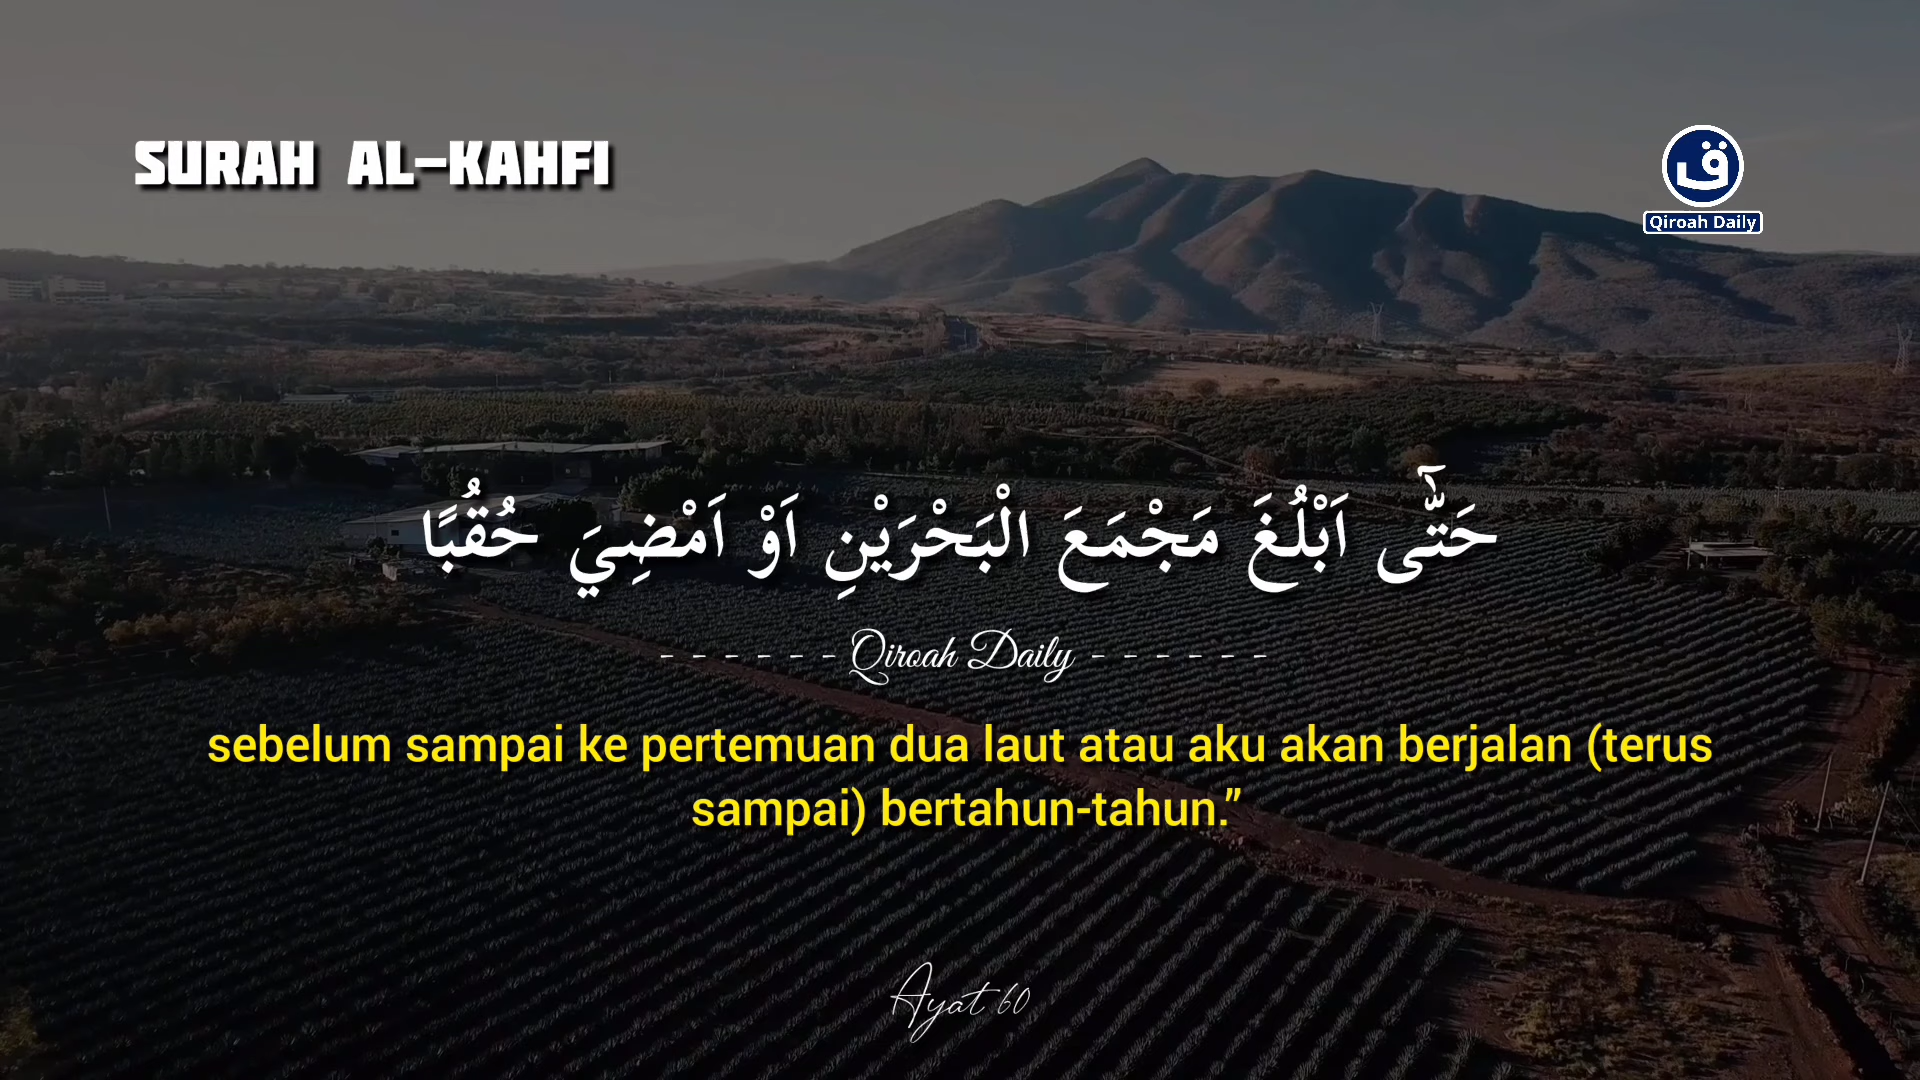 SURAH AL-KAHFI
ق
Qiroah Daily
حَتّٰٓى اَبْلُغَ مَجْمَعَ الْبَحْرَيْنِ اَوْ اَمْضِيَ حُقُبًا
- - - - - - Qiroah Daily - - - - - -
sebelum sampai ke pertemuan dua laut atau aku akan berjalan (terus
sampai) bertahun-tahun.”
Ayat 60